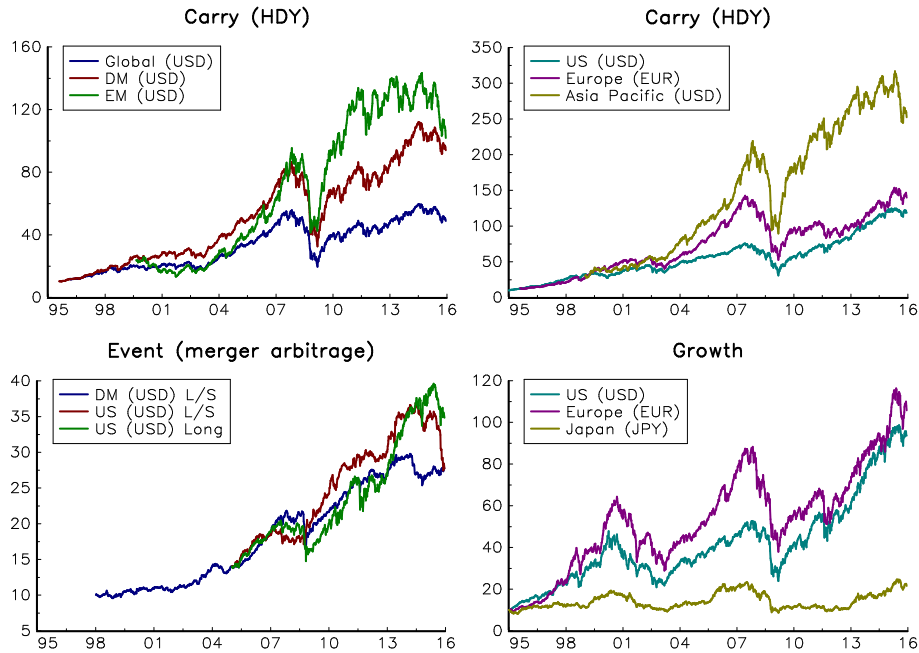 Carry (HDY)
160
120
80
40
0
Global (USD)
DM (USD)
EM (USD)
95 98 01 04 07 10 13 16
Carry (HDY)
350
300
250
200
150
100
50
0
US (USD)
Europe (EUR)
Asia Pacific (USD)
95 98 01 04 07 10 13 16
Event (merger arbitrage)
40
35
30
25
20
15
10
5
DM (USD) L/S
US (USD) L/S
US (USD) Long
95 98 01 04 07 10 13 16
Growth
120
100
80
60
40
20
0
US (USD)
Europe (EUR)
Japan (JPY)
95 98 01 04 07 10 13 16